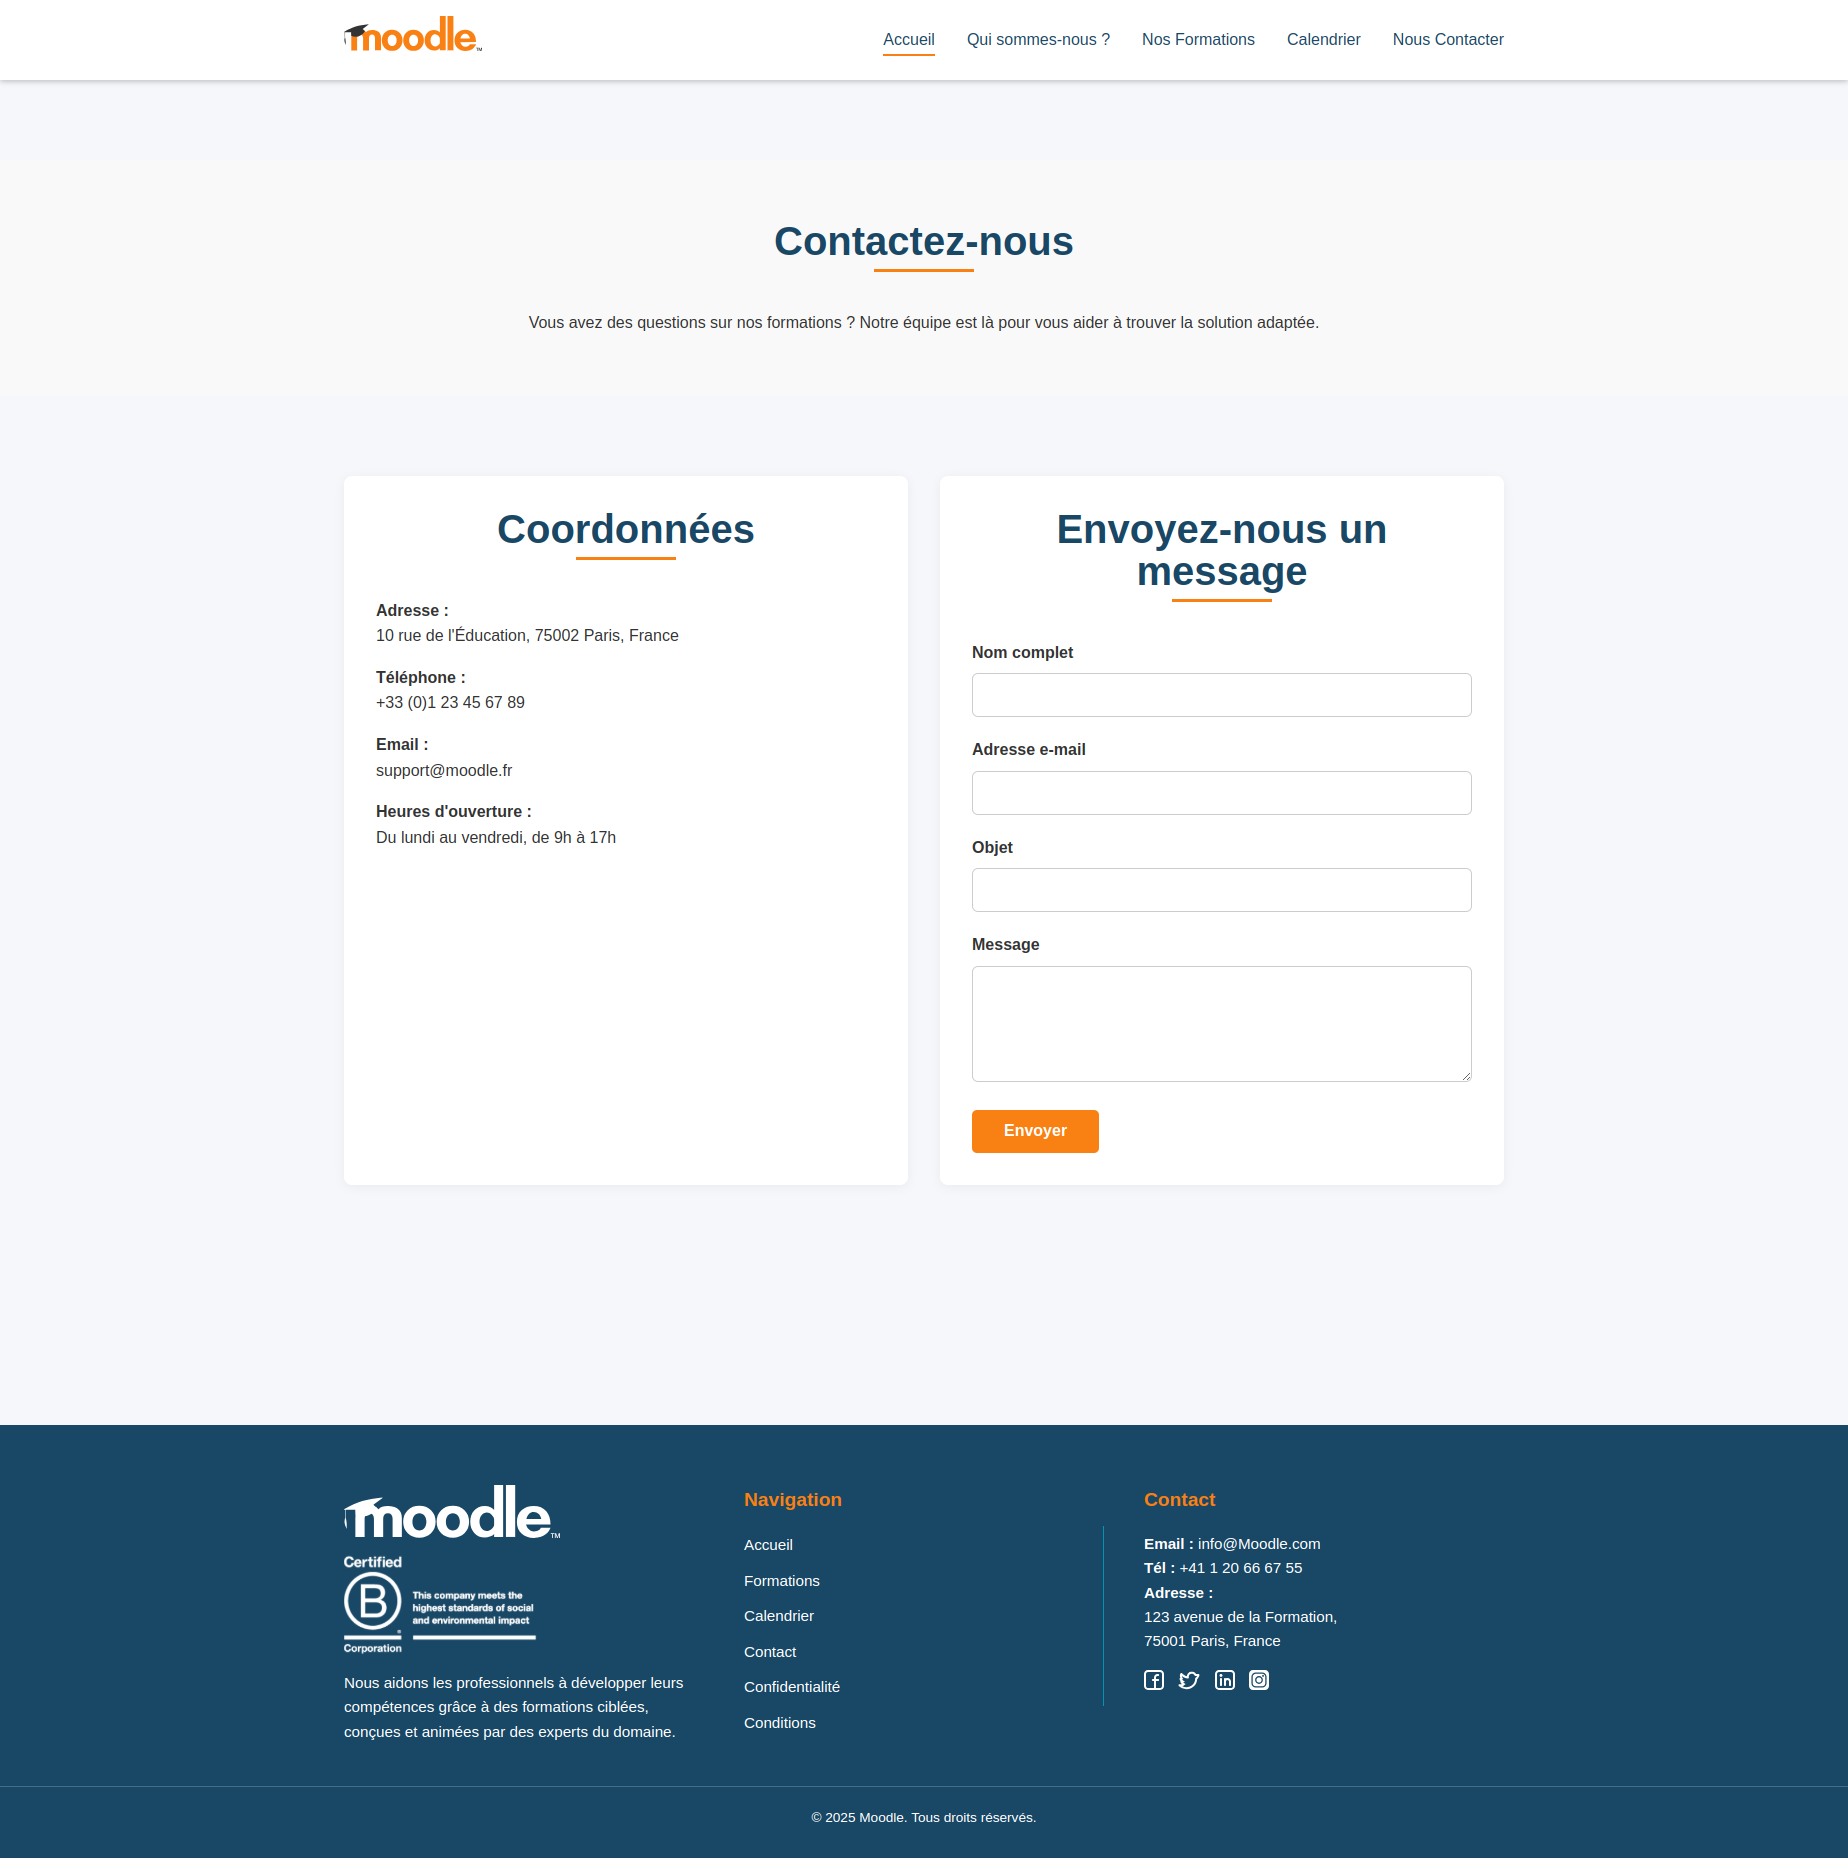 moodle™
Accueil
Qui sommes-nous ?
Nos Formations
Calendrier
Nous Contacter
Contactez-nous
Vous avez des questions sur nos formations ? Notre équipe est là pour vous aider à trouver la solution adaptée.
Coordonnées
Adresse :
10 rue de l'Éducation, 75002 Paris, France
Téléphone :
+33 (0)1 23 45 67 89
Email :
support@moodle.fr
Heures d'ouverture :
Du lundi au vendredi, de 9h à 17h
Envoyez-nous un
message
Nom complet
Adresse e-mail
Objet
Message
Envoyer
moodle™
Certified
B
This company meets the
highest standards of social
and environmental impact
Corporation
Nous aidons les professionnels à développer leurs
compétences grâce à des formations ciblées,
conçues et animées par des experts du domaine.
Navigation
Accueil
Formations
Calendrier
Contact
Confidentialité
Conditions
Contact
Email : info@Moodle.com
Tél : +41 1 20 66 67 55
Adresse :
123 avenue de la Formation,
75001 Paris, France
© 2025 Moodle. Tous droits réservés.